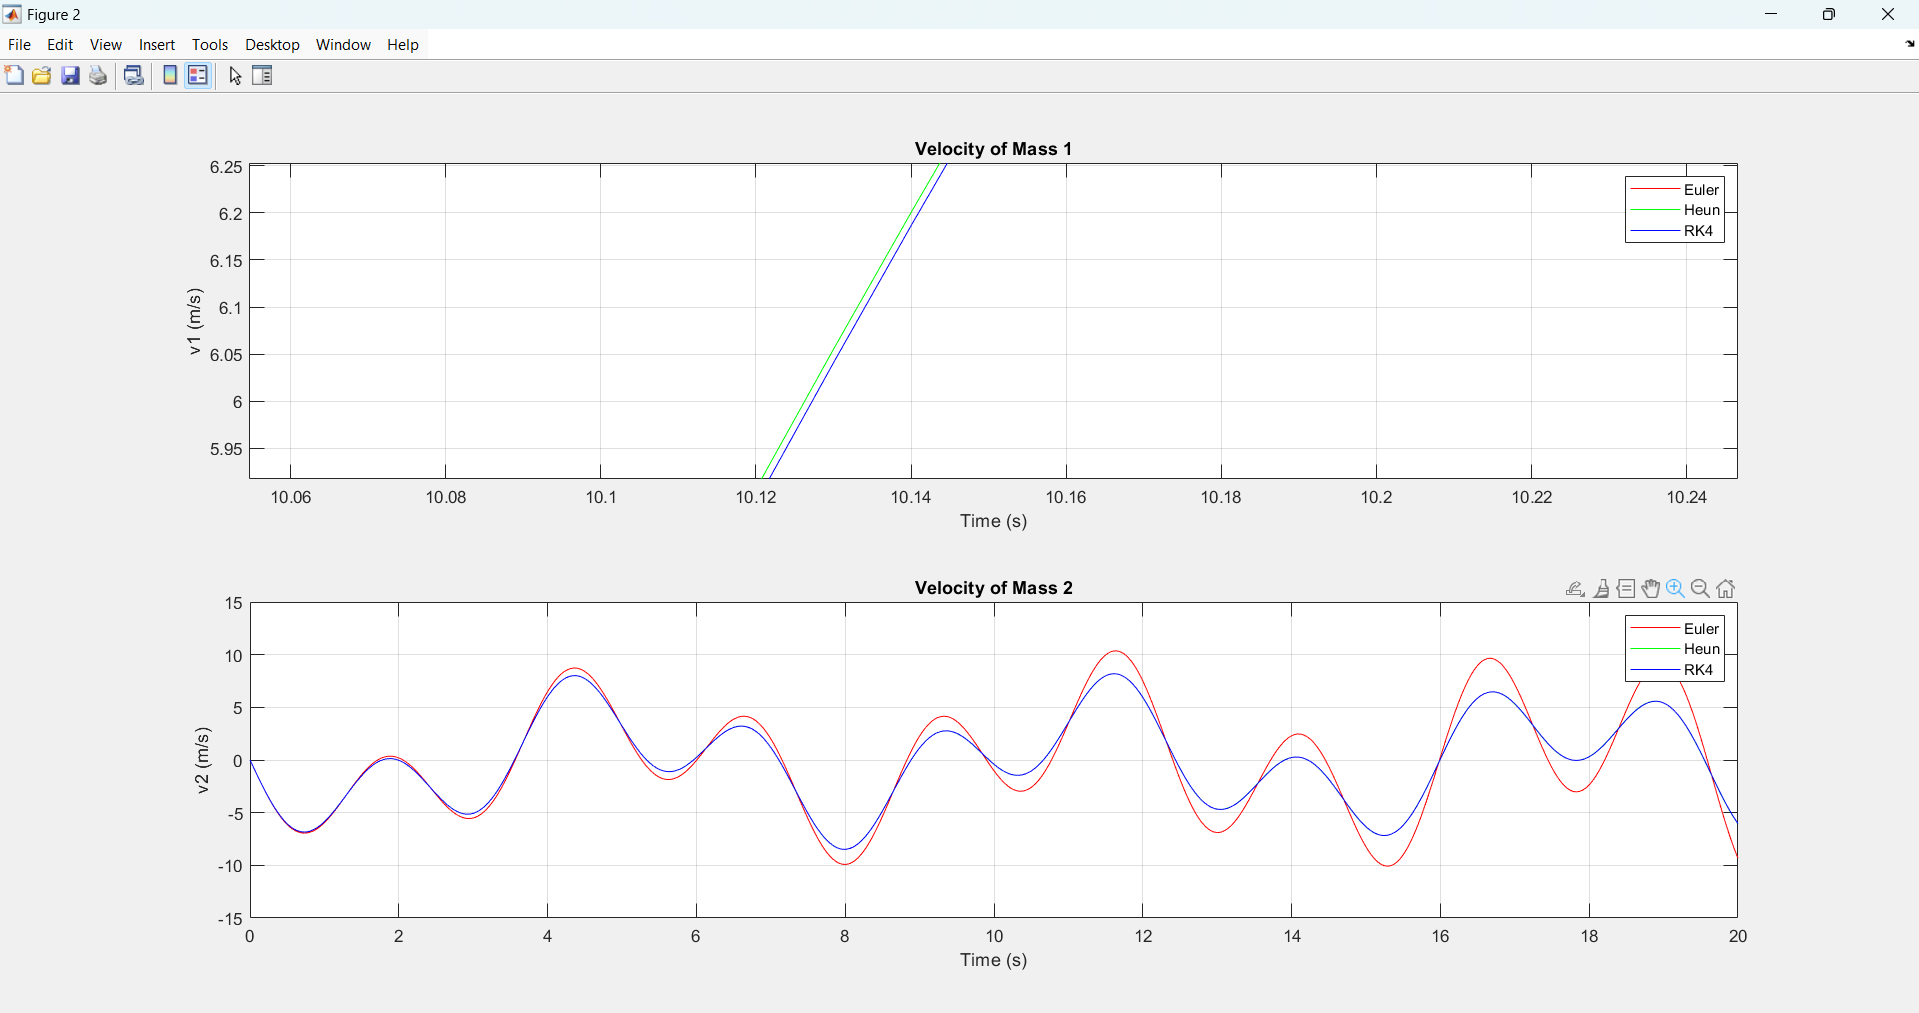 Figure 2
File Edit View Insert Tools Desktop Window Help
Velocity of Mass 1
6.25
6.2
6.15
6.1
6.05
6
5.95
v1 (m/s)
Euler
Heun
RK4
10.06 10.08 10.1 10.12 10.14 10.16 10.18 10.2 10.22 10.24
Time (s)
Velocity of Mass 2
15
10
5
0
-5
-10
-15
v2 (m/s)
Euler
Heun
RK4
0 2 4 6 8 10 12 14 16 18 20
Time (s)